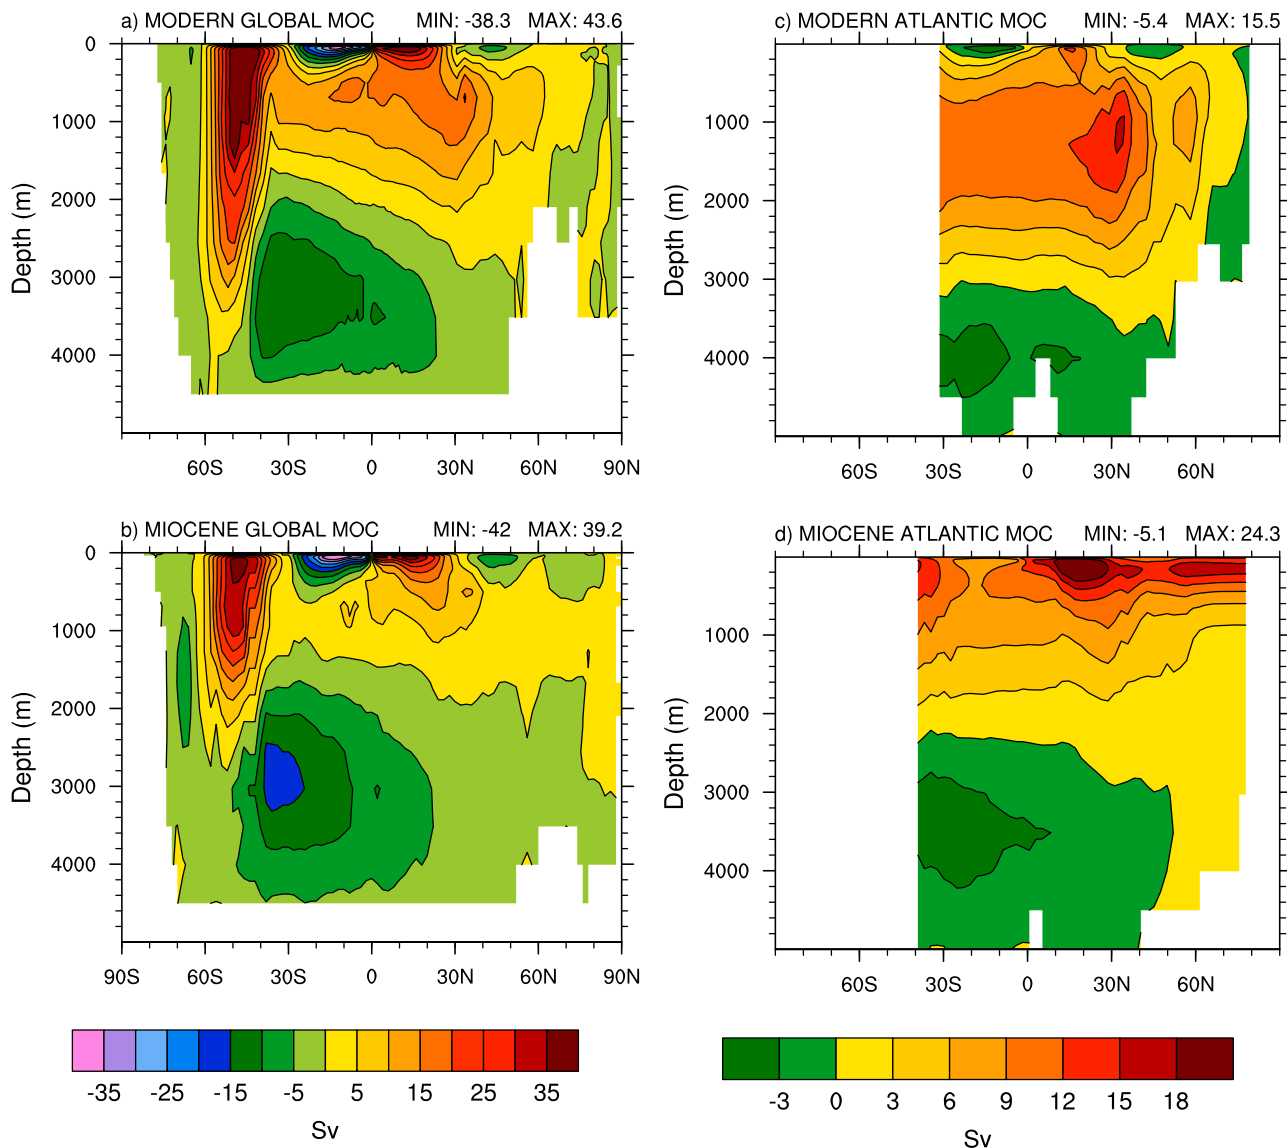 a) MODERN GLOBAL MOC MIN: -38.3 MAX: 43.6
0
1000
2000
3000
4000
Depth (m)
60S 30S 0 30N 60N 90N
c) MODERN ATLANTIC MOC MIN: -5.4 MAX: 15.5
0
1000
2000
3000
4000
Depth (m)
60S 30S 0 30N 60N
b) MIOCENE GLOBAL MOC MIN: -42 MAX: 39.2
0
1000
2000
3000
4000
Depth (m)
90S 60S 30S 0 30N 60N 90N
d) MIOCENE ATLANTIC MOC MIN: -5.1 MAX: 24.3
0
1000
2000
3000
4000
Depth (m)
60S 30S 0 30N 60N
-35 -25 -15 -5 5 15 25 35
Sv
-3 0 3 6 9 12 15 18
Sv